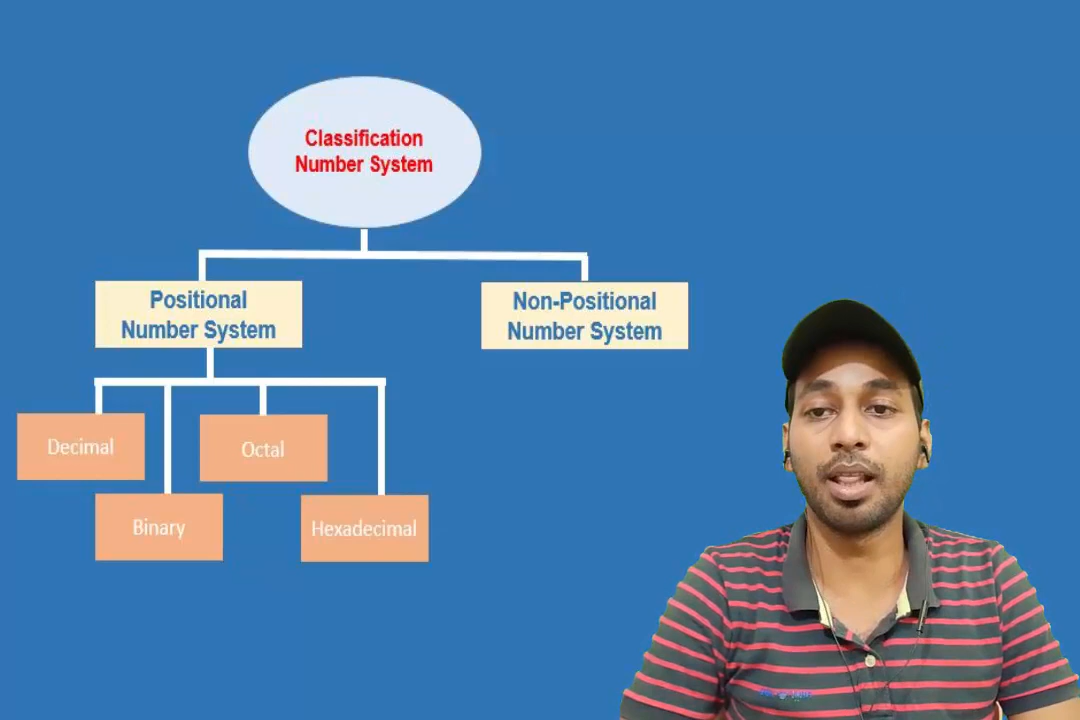 Classification
Number System
Positional
Number System
Non-Positional
Number System
Decimal
Octal
Binary
Hexadecimal